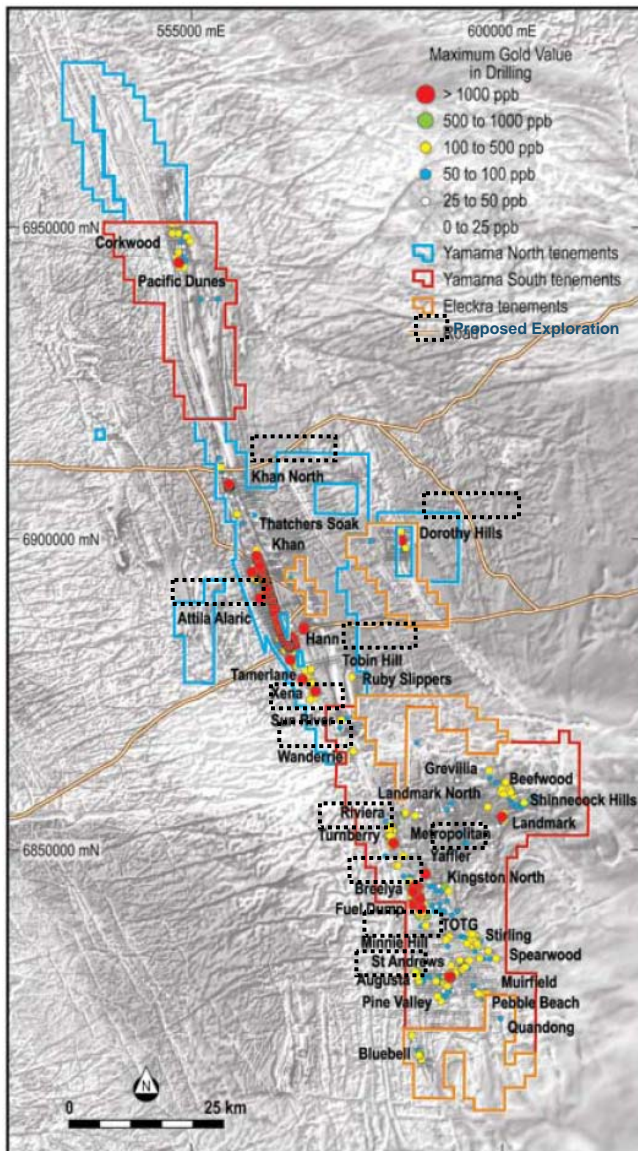 555000 mE
600000 mE
Maximum Gold Value
in Drilling
> 1000 ppb
500 to 1000 ppb
100 to 500 ppb
50 to 100 ppb
25 to 50 ppb
0 to 25 ppb
6950000 mN
Corkwood
Yamarna North tenements
Pacific Dunes
Yamarna South tenements
Eleckra tenements
Proposed Exploration
Road
Khan North
Thatchers Soak
6900000 mN
Dorothy Hills
Khan
Attila Alaric
Hann
Tobin Hill
Tamerlane
Ruby Slippers
Xena
Sun River
Wanderrie
Grevillia
Beefwood
Landmark North
Shinnecock Hills
Riviera
Landmark
Turnberry
Metropolitan
6850000 mN
Yaffler
Breelya
Kingston North
Fuel Dump
TOTG
Minnie Hill
Stirling
St Andrews
Spearwood
Augusta
Muirfield
Pine Valley
Pebble Beach
Quandong
Bluebell
N
0
25 km